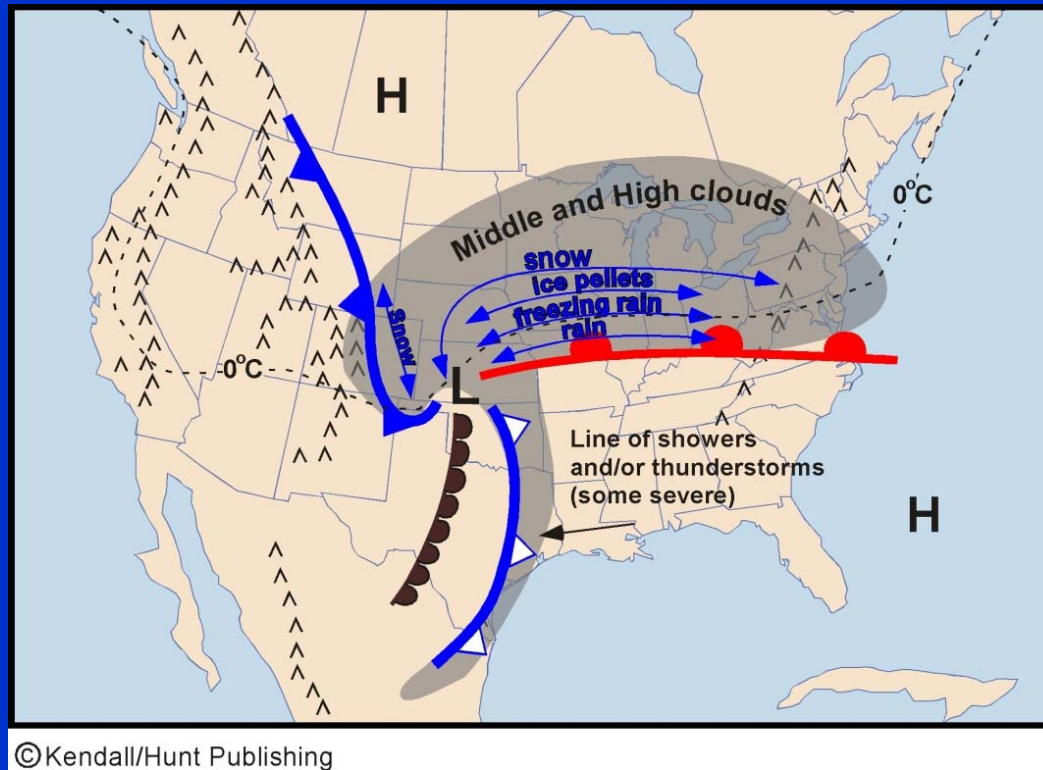 H
Middle and High clouds
0°C
snow
ice pellets
freezing rain
rain
Snow
0°C
L
Line of showers
and/or thunderstorms
(some severe)
H
©Kendall/Hunt Publishing